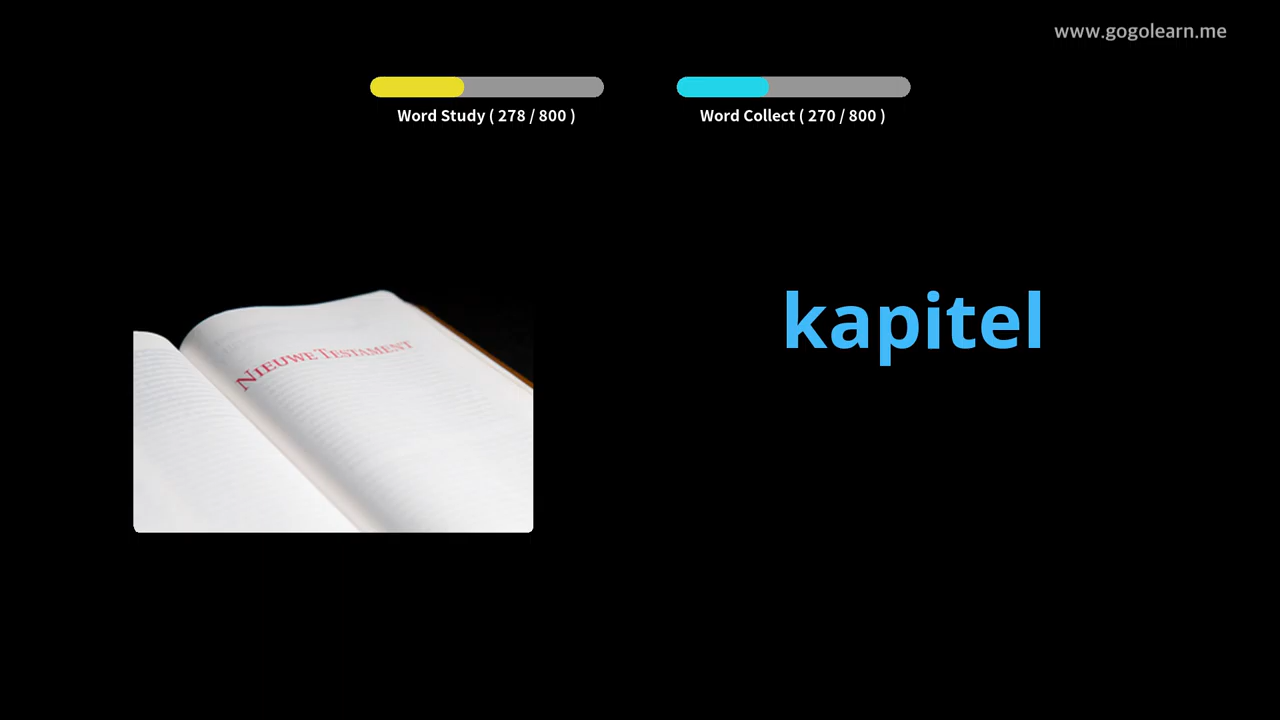 www.gogolearn.me
Word Study ( 278 / 800 )
Word Collect ( 270 / 800 )
NIEUWE TESTAMENT
kapitel